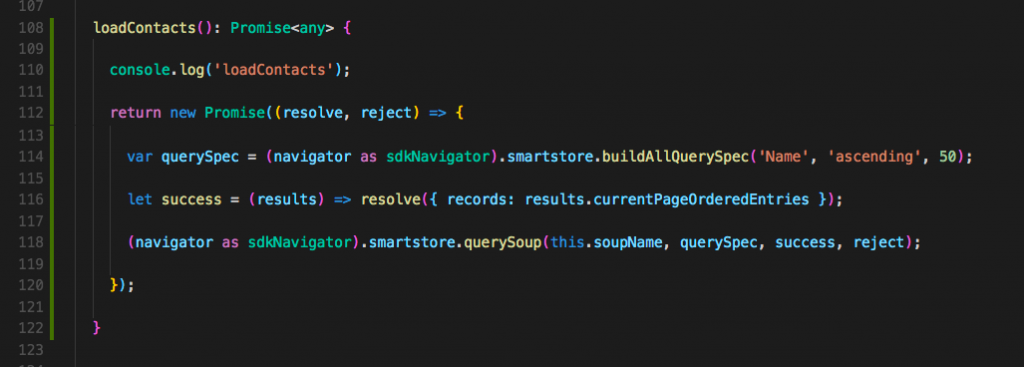 107
108 loadContacts(): Promise<any> {
109
110 console.log('loadContacts');
111
112 return new Promise((resolve, reject) => {
113
114 var querySpec = (navigator as sdkNavigator).smartstore.buildAllQuerySpec('Name', 'ascending', 50);
115
116 let success = (results) => resolve({ records: results.currentPageOrderedEntries });
117
118 (navigator as sdkNavigator).smartstore.querySoup(this.soupName, querySpec, success, reject);
119
120 });
121
122 }
123